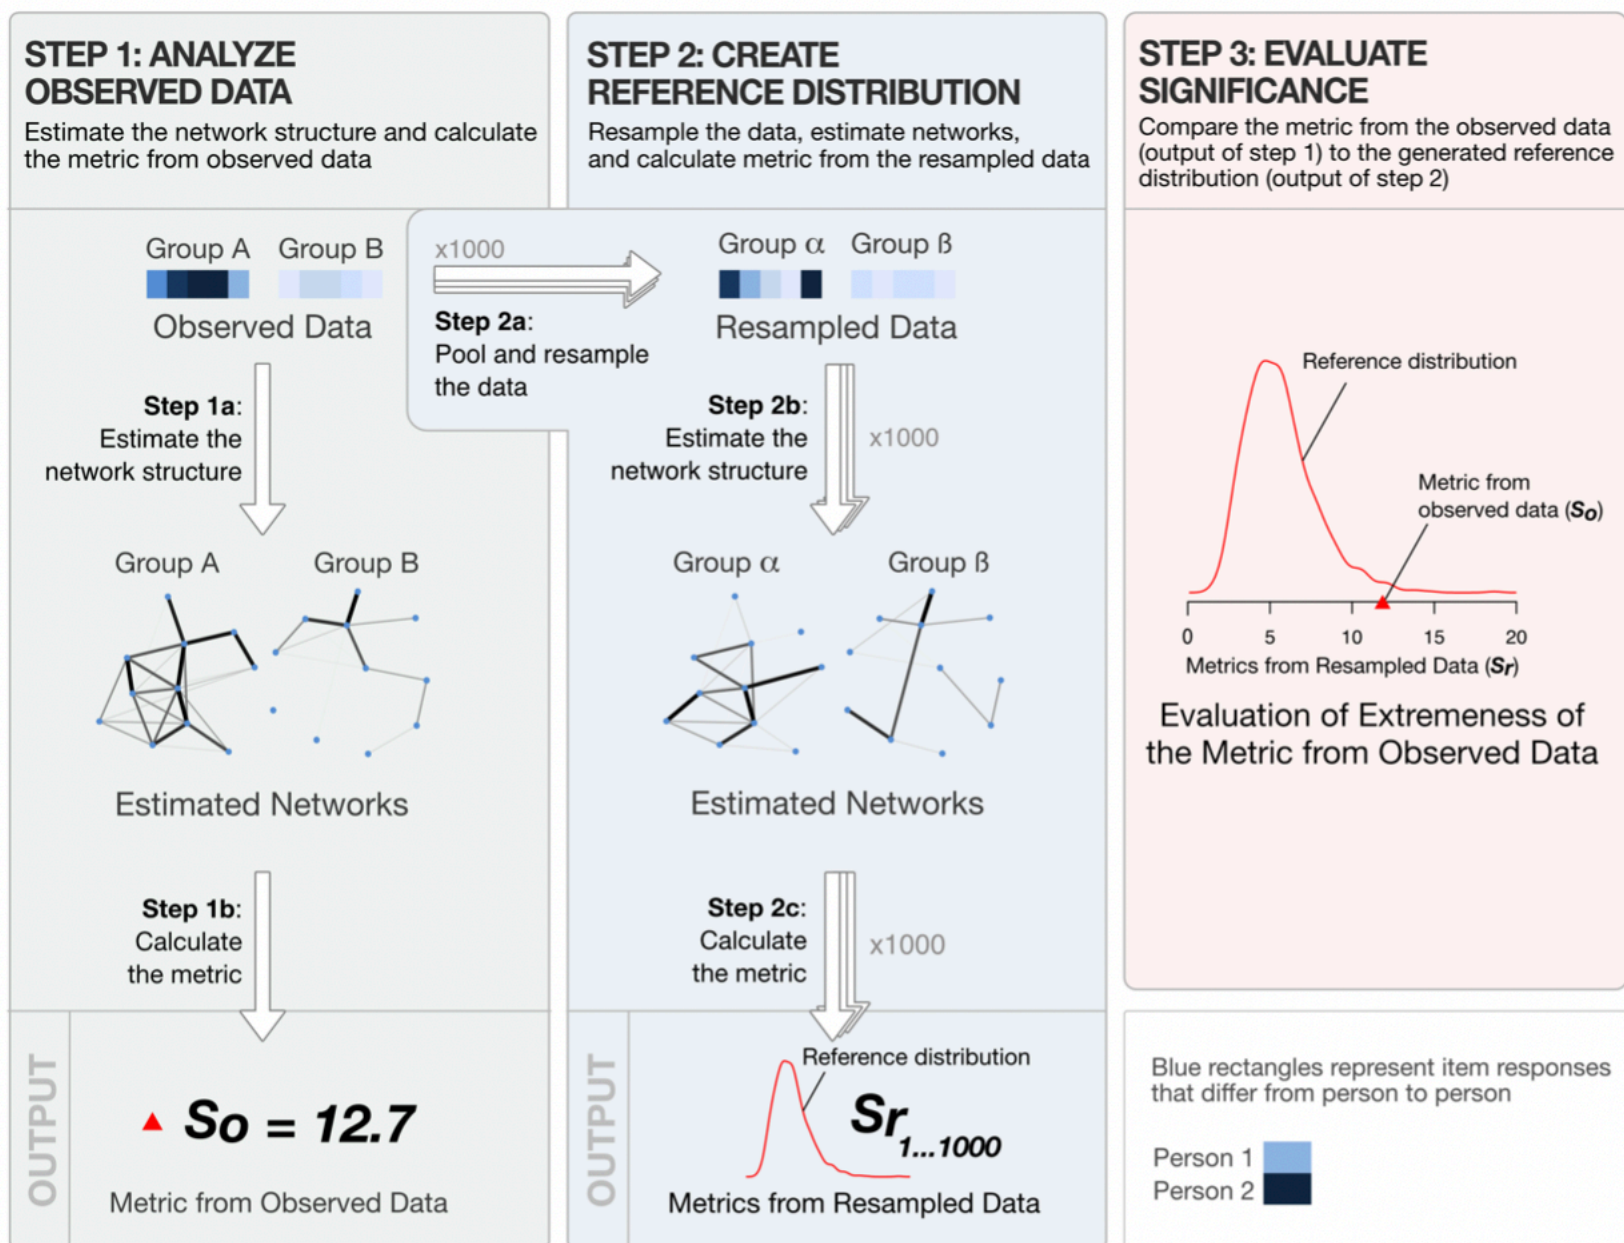 STEP 1: ANALYZE
OBSERVED DATA
Estimate the network structure and calculate
the metric from observed data
Group A
Group B
Observed Data
Step 1a:
Estimate the
network structure
Group A
Group B
Estimated Networks
Step 1b:
Calculate
the metric
OUTPUT
So = 12.7
Metric from Observed Data
STEP 2: CREATE
REFERENCE DISTRIBUTION
Resample the data, estimate networks,
and calculate metric from the resampled data
x1000
Step 2a:
Pool and resample
the data
Group α
Group ß
Resampled Data
Step 2b:
Estimate the
network structure
x1000
Group α
Group ß
Estimated Networks
Step 2c:
Calculate
the metric
x1000
OUTPUT
Reference distribution
Sr1...1000
Metrics from Resampled Data
STEP 3: EVALUATE
SIGNIFICANCE
Compare the metric from the observed data
(output of step 1) to the generated reference
distribution (output of step 2)
Reference distribution
Metric from
observed data (So)
0 5 10 15 20
Metrics from Resampled Data (Sr)
Evaluation of Extremeness of
the Metric from Observed Data
Blue rectangles represent item responses
that differ from person to person
Person 1
Person 2